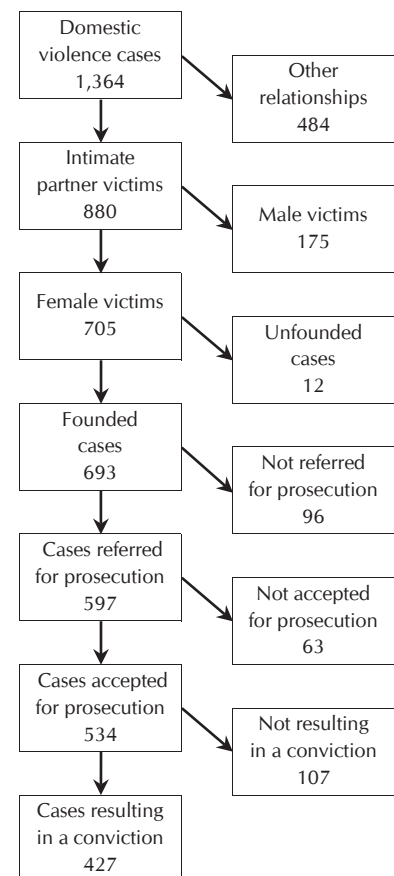 Domestic
violence cases
1,364
Other
relationships
484
Intimate
partner victims
880
Male victims
175
Female victims
705
Unfounded
cases
12
Founded
cases
693
Not referred
for prosecution
96
Cases referred
for prosecution
597
Not accepted
for prosecution
63
Cases accepted
for prosecution
534
Not resulting
in a conviction
107
Cases resulting
in a conviction
427